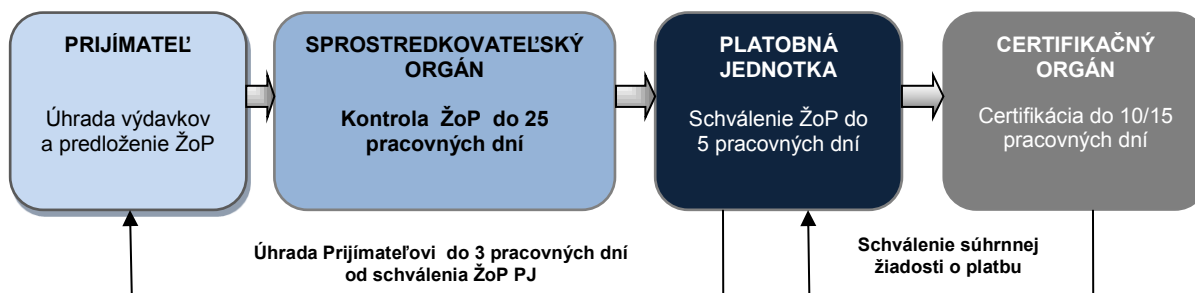 PRIJÍMATEĽ
Úhrada výdavkov
a predloženie ŽoP
SPROSTREDKOVATEĽSKÝ
ORGÁN
Kontrola ŽoP do 25
pracovných dní
PLATOBNÁ
JEDNOTKA
Schválenie ŽoP do
5 pracovných dní
CERTIFIKAČNÝ
ORGÁN
Certifikácia do 10/15
pracovných dní
Úhrada Prijímateľovi do 3 pracovných dní
od schválenia ŽoP PJ
Schválenie súhrnnej
žiadosti o platbu